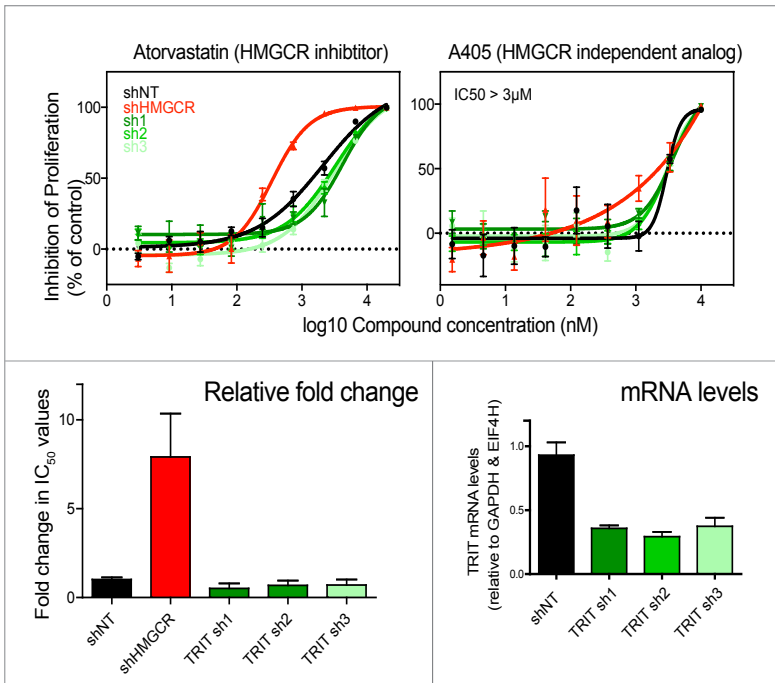 Atorvastatin (HMGCR inhibtitor)
A405 (HMGCR independent analog)
shNT
shHMGCR
sh1
sh2
sh3
IC50 > 3µM
Inhibition of Proliferation
(% of control)
100
50
0
100
50
0
0
1
2
3
4
0
1
2
3
4
log10 Compound concentration (nM)
Relative fold change
mRNA levels
Fold change in IC50 values
10
5
0
shNT
shHMGCR
TRIT sh1
TRIT sh2
TRIT sh3
TRIT mRNA levels
(relative to GAPDH & EIF4H)
1.0
0.5
0.0
shNT
TRIT sh1
TRIT sh2
TRIT sh3